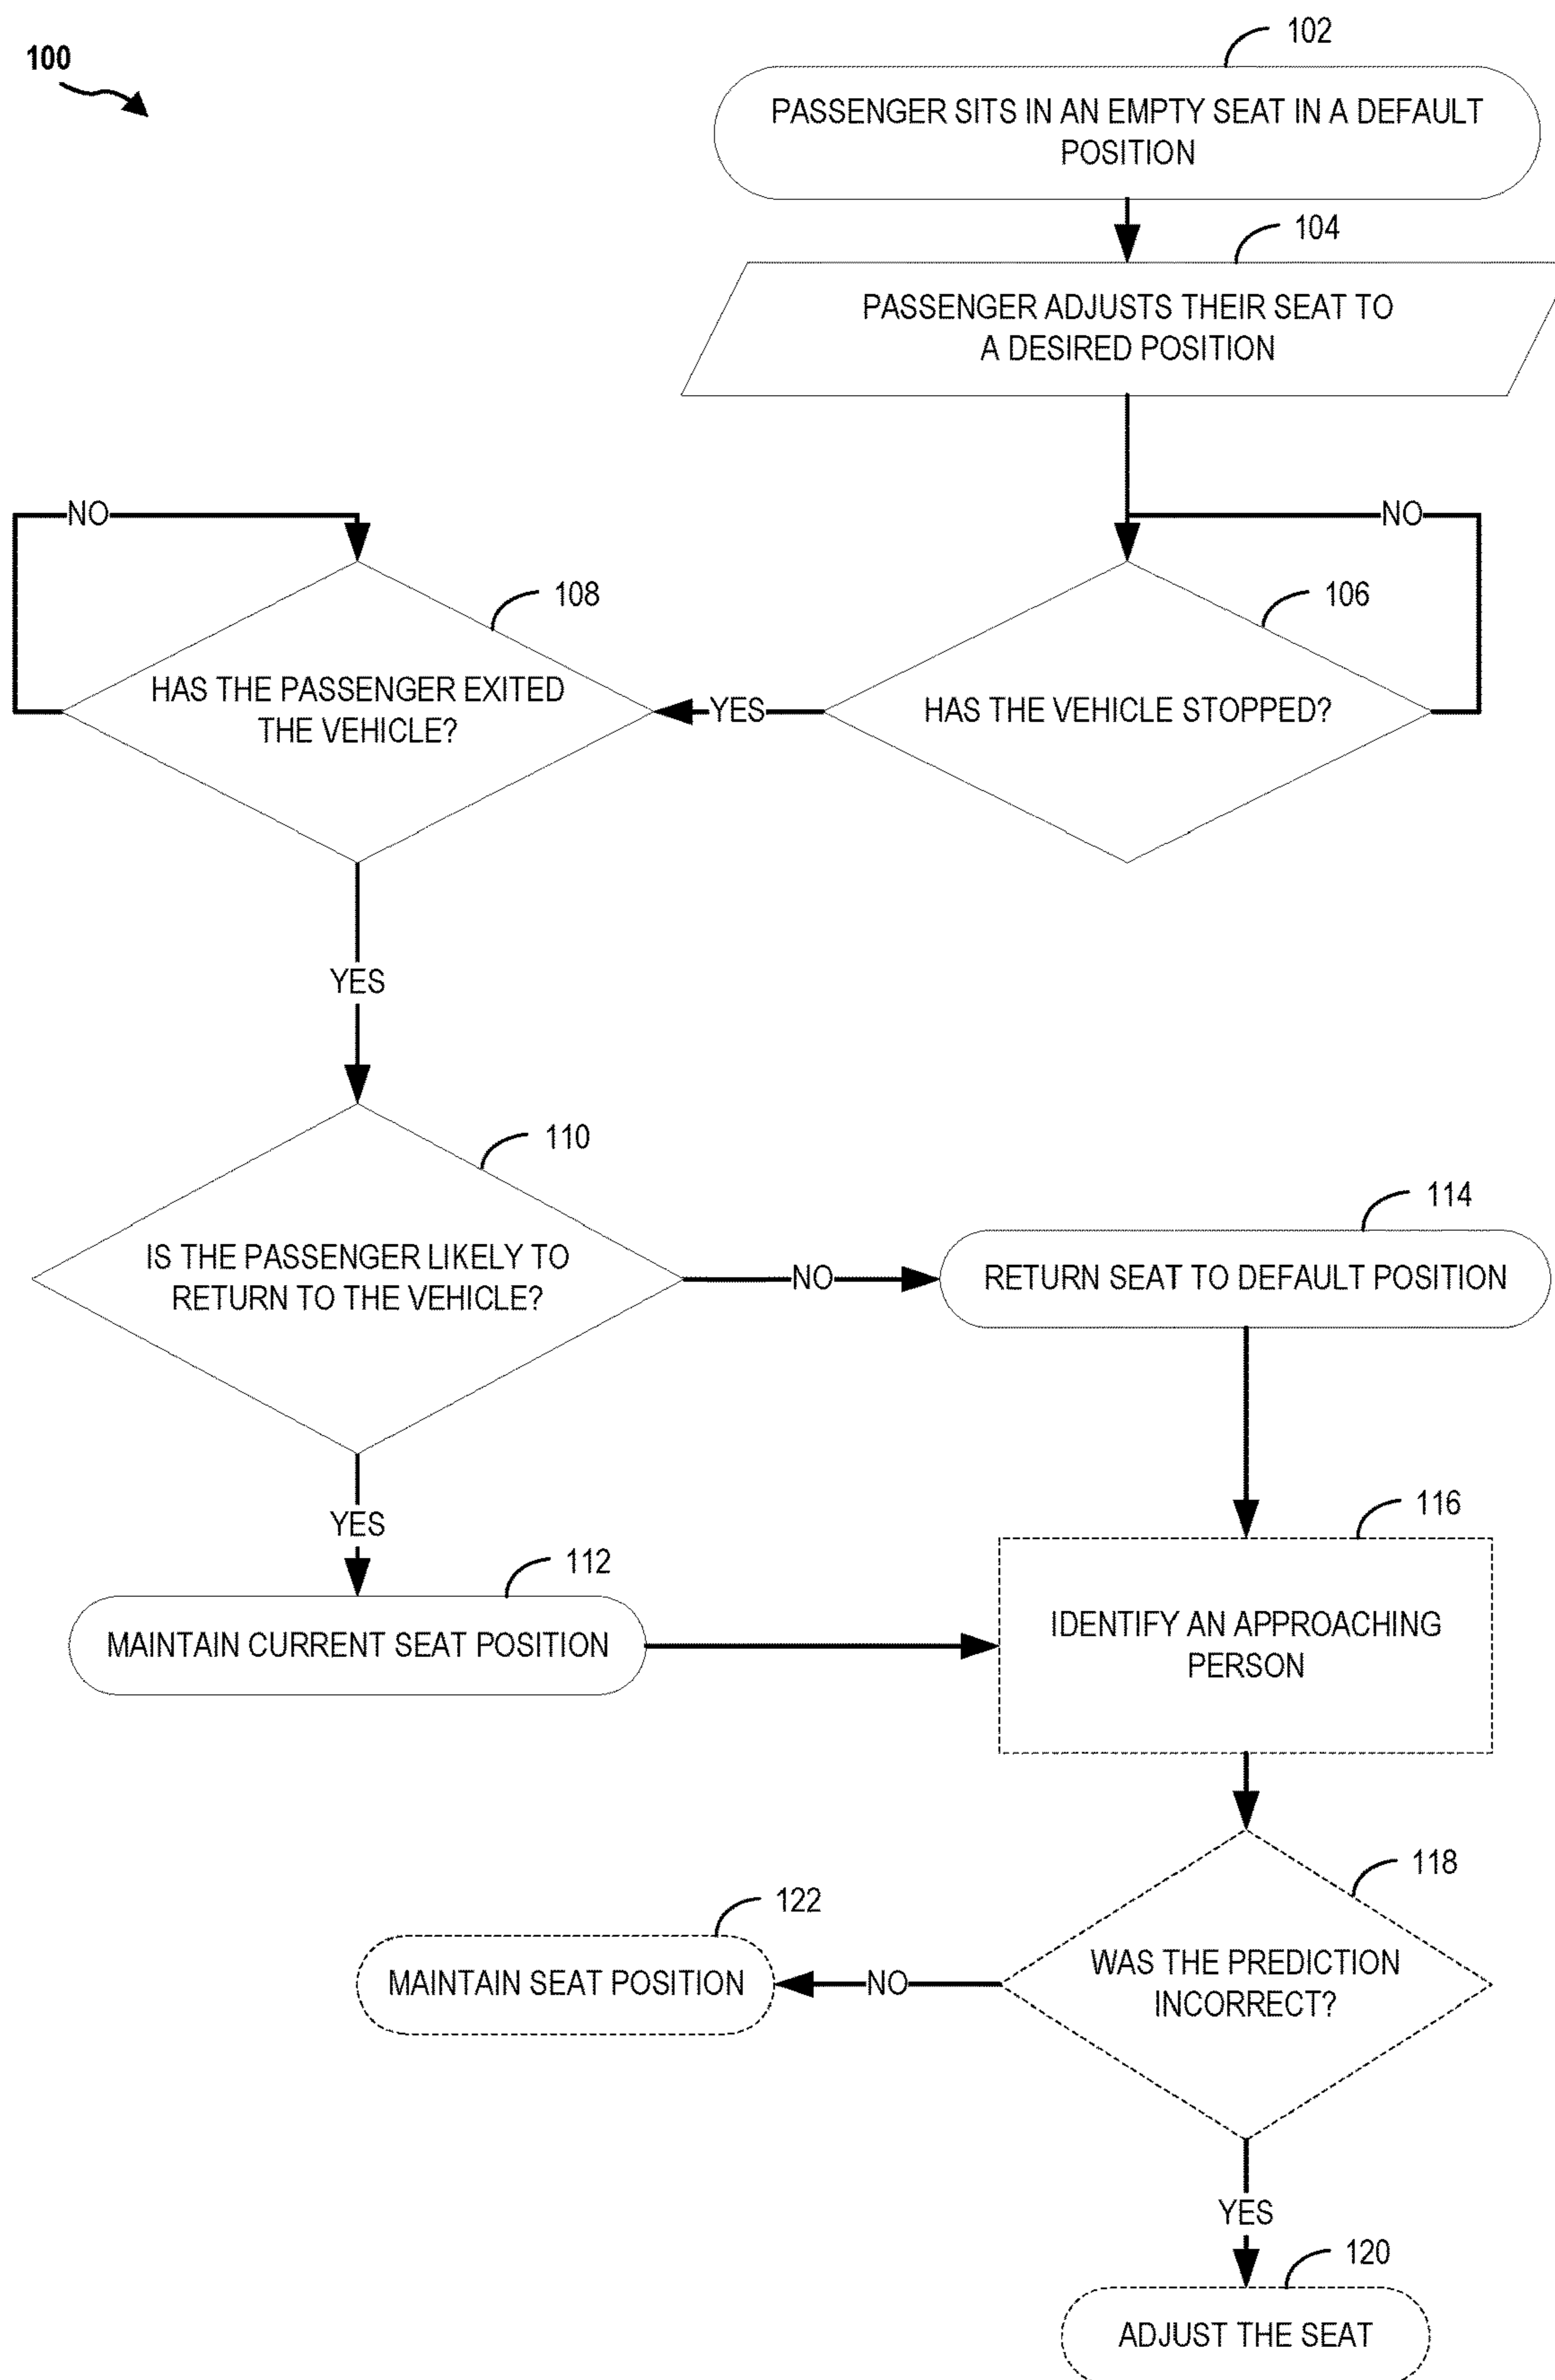 100
102
PASSENGER SITS IN AN EMPTY SEAT IN A DEFAULT
POSITION
104
PASSENGER ADJUSTS THEIR SEAT TO
A DESIRED POSITION
NO
NO
108
106
HAS THE PASSENGER EXITED
THE VEHICLE?
YES
HAS THE VEHICLE STOPPED?
YES
110
IS THE PASSENGER LIKELY TO
RETURN TO THE VEHICLE?
NO
114
RETURN SEAT TO DEFAULT POSITION
YES
112
MAINTAIN CURRENT SEAT POSITION
116
IDENTIFY AN APPROACHING
PERSON
118
WAS THE PREDICTION
INCORRECT?
NO
122
MAINTAIN SEAT POSITION
YES
120
ADJUST THE SEAT